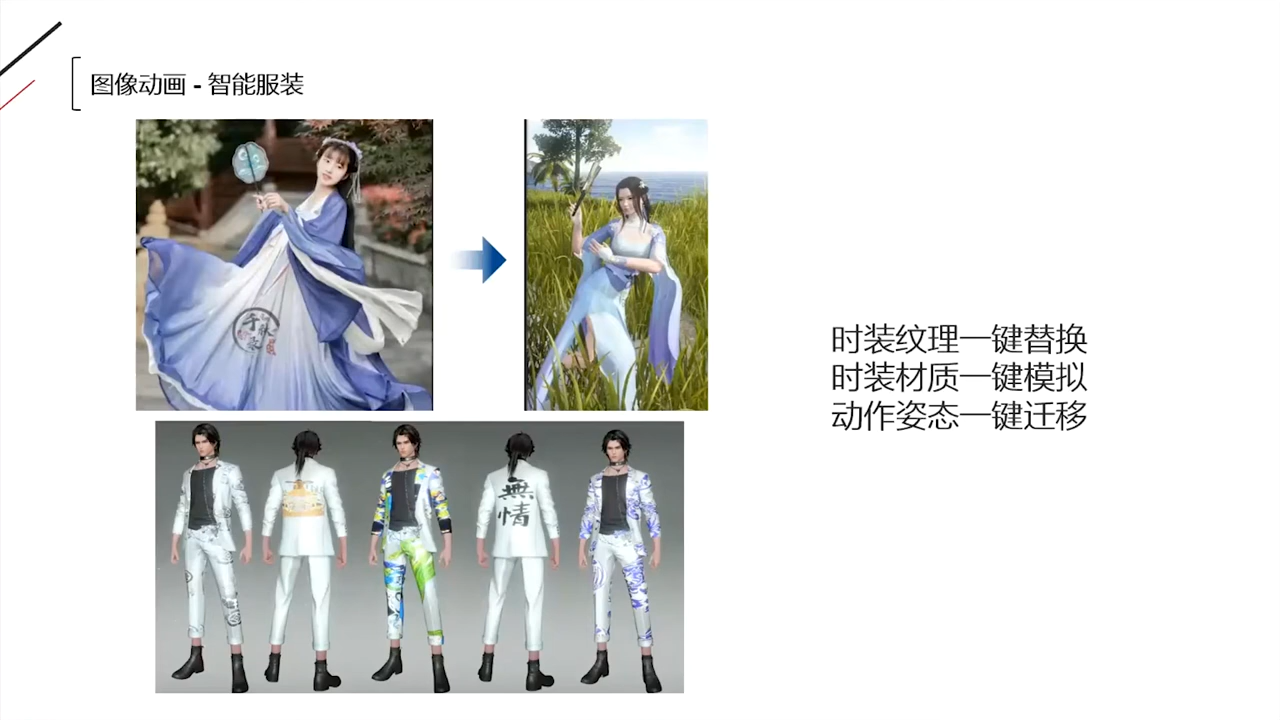 图像动画 - 智能服装
無
情
时装纹理一键替换
时装材质一键模拟
动作姿态一键迁移